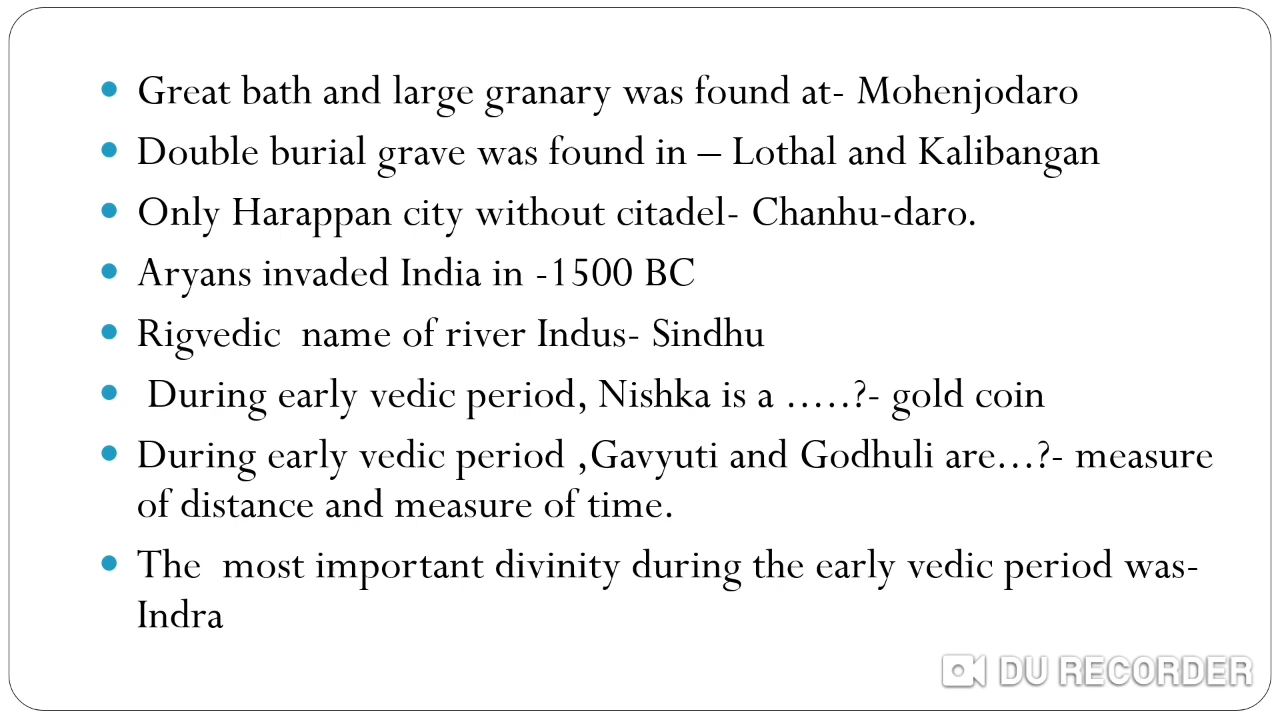 Great bath and large granary was found at- Mohenjodaro
Double burial grave was found in – Lothal and Kalibangan
Only Harappan city without citadel- Chanhu-daro.
Aryans invaded India in -1500 BC
Rigvedic  name of river Indus- Sindhu
During early vedic period, Nishka is a …..?- gold coin
During early vedic period ,Gavyuti and Godhuli are…?- measure
of distance and measure of time.
The  most important divinity during the early vedic period was-
Indra
DU RECORDER